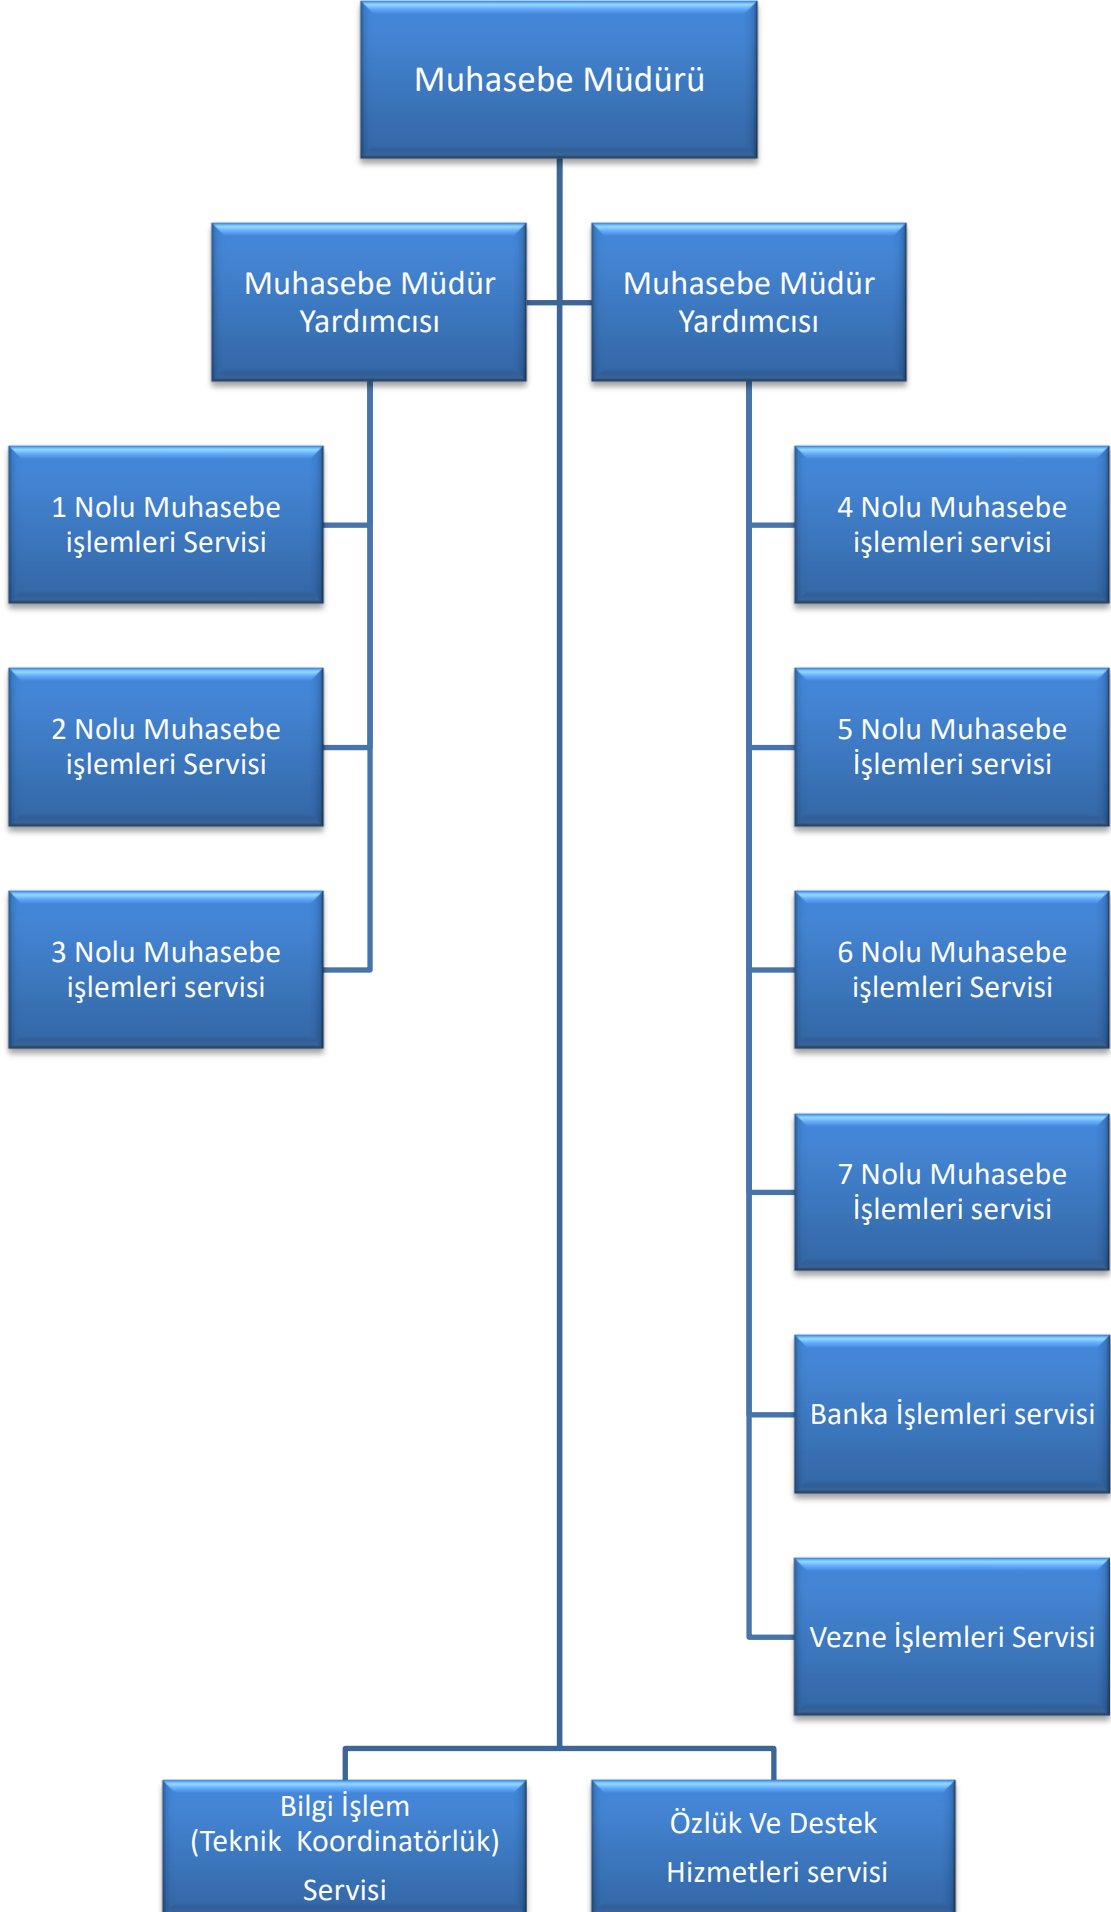 Muhasebe Müdürü
Muhasebe Müdür
Yardımcısı
Muhasebe Müdür
Yardımcısı
1 Nolu Muhasebe
işlemleri Servisi
2 Nolu Muhasebe
işlemleri Servisi
3 Nolu Muhasebe
işlemleri servisi
4 Nolu Muhasebe
işlemleri servisi
5 Nolu Muhasebe
İşlemleri servisi
6 Nolu Muhasebe
işlemleri Servisi
7 Nolu Muhasebe
İşlemleri servisi
Banka İşlemleri servisi
Vezne İşlemleri Servisi
Bilgi İşlem
(Teknik Koordinatörlük)
Servisi
Özlük Ve Destek
Hizmetleri servisi